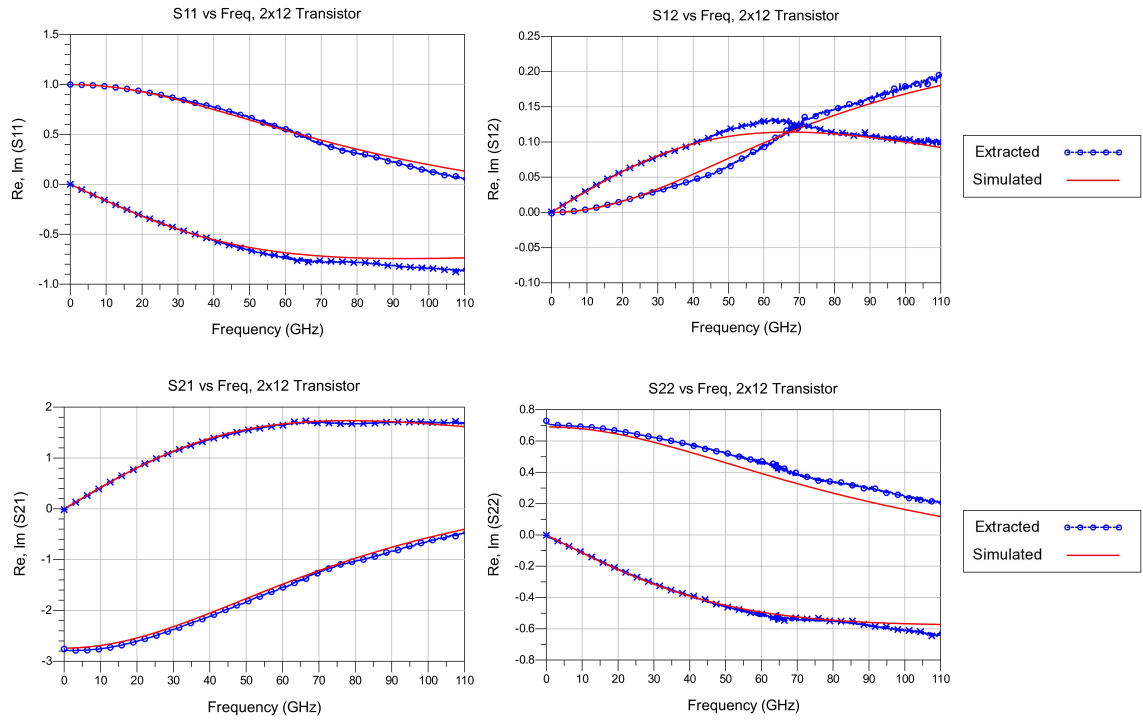 S11 vs Freq, 2x12 Transistor
1.5
1.0
0.5
0.0
-0.5
-1.0
Re, Im (S11)
0 10 20 30 40 50 60 70 80 90 100 110
Frequency (GHz)
S12 vs Freq, 2x12 Transistor
0.25
0.20
0.15
0.10
0.05
0.00
-0.05
-0.10
Re, Im (S12)
0 10 20 30 40 50 60 70 80 90 100 110
Frequency (GHz)
Extracted
Simulated
S21 vs Freq, 2x12 Transistor
2
1
0
-1
-2
-3
Re, Im (S21)
0 10 20 30 40 50 60 70 80 90 100 110
Frequency (GHz)
S22 vs Freq, 2x12 Transistor
0.8
0.6
0.4
0.2
0.0
-0.2
-0.4
-0.6
-0.8
Re, Im (S22)
0 10 20 30 40 50 60 70 80 90 100 110
Frequency (GHz)
Extracted
Simulated